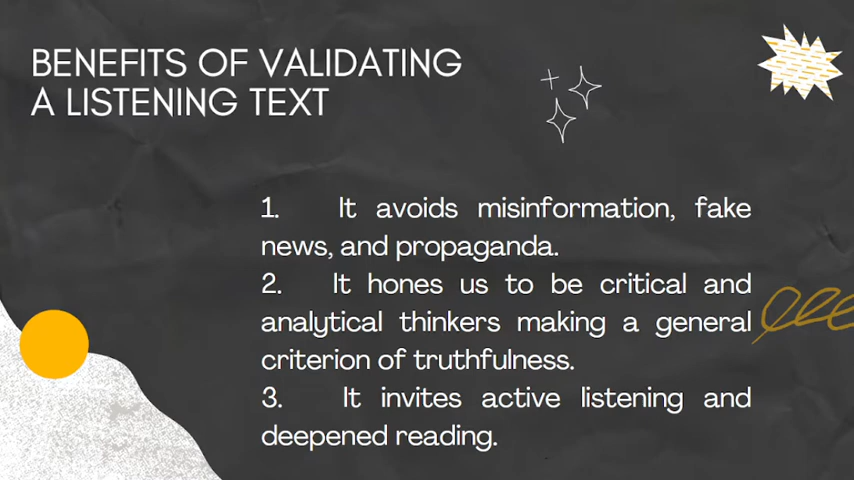 BENEFITS OF VALIDATING
A LISTENING TEXT
1. It avoids misinformation, fake
news, and propaganda.
2. It hones us to be critical and
analytical thinkers making a general
criterion of truthfulness.
3. It invites active listening and
deepened reading.